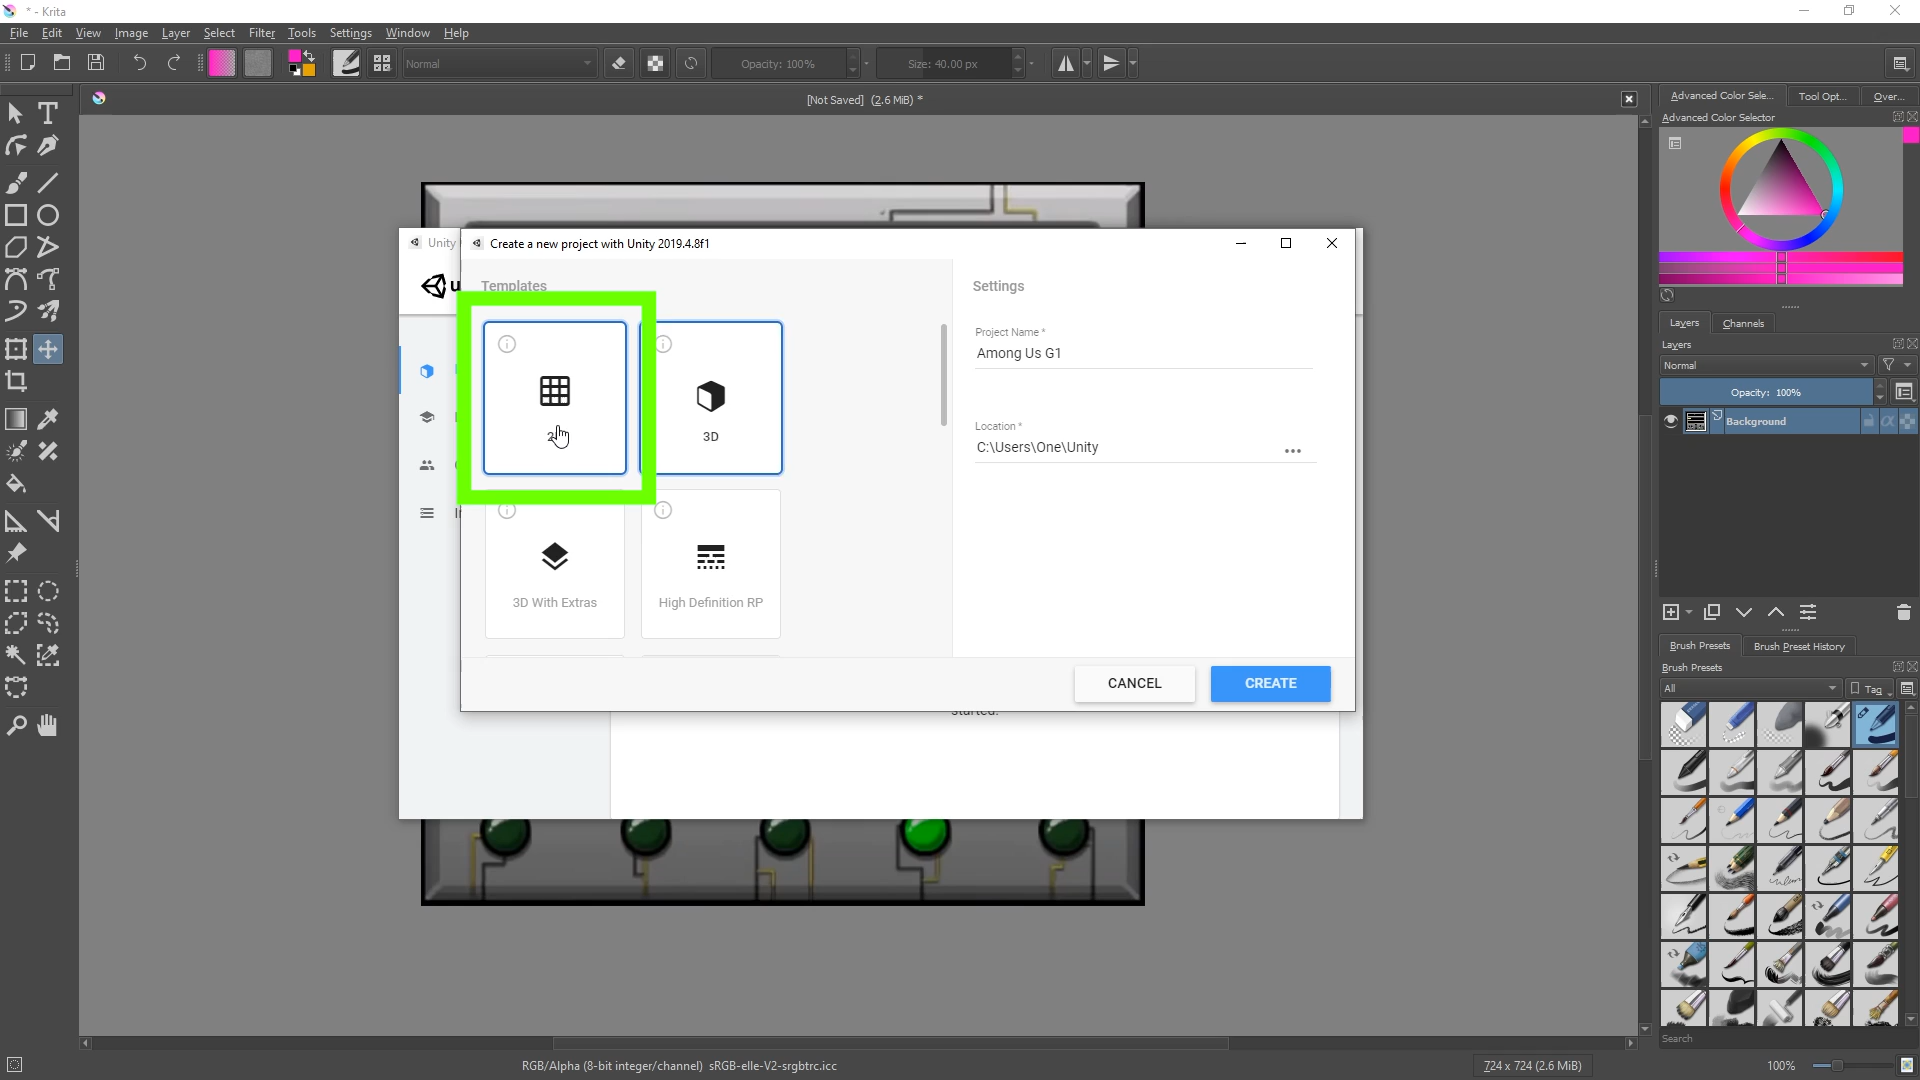 * - Krita
File Edit View Image Layer Select Filter Tools Settings Window Help
Normal
Opacity: 100%
Size: 40.00 px
[Not Saved] (2.6 MiB) *
Advanced Color Sele... Tool Opt... Over...
Advanced Color Selector
Unity
Create a new project with Unity 2019.4.8f1
Templates
3D
3D With Extras
High Definition RP
Settings
Project Name *
Among Us G1
Location *
C:\Users\One\Unity
...
CANCEL
CREATE
started.
Layers Channels
Layers
Normal
Opacity: 100%
Background
Brush Presets Brush Preset History
Brush Presets
All
Tag
Search
RGB/Alpha (8-bit integer/channel) sRGB-elle-V2-srgbtrc.icc
724 x 724 (2.6 MiB)
100%